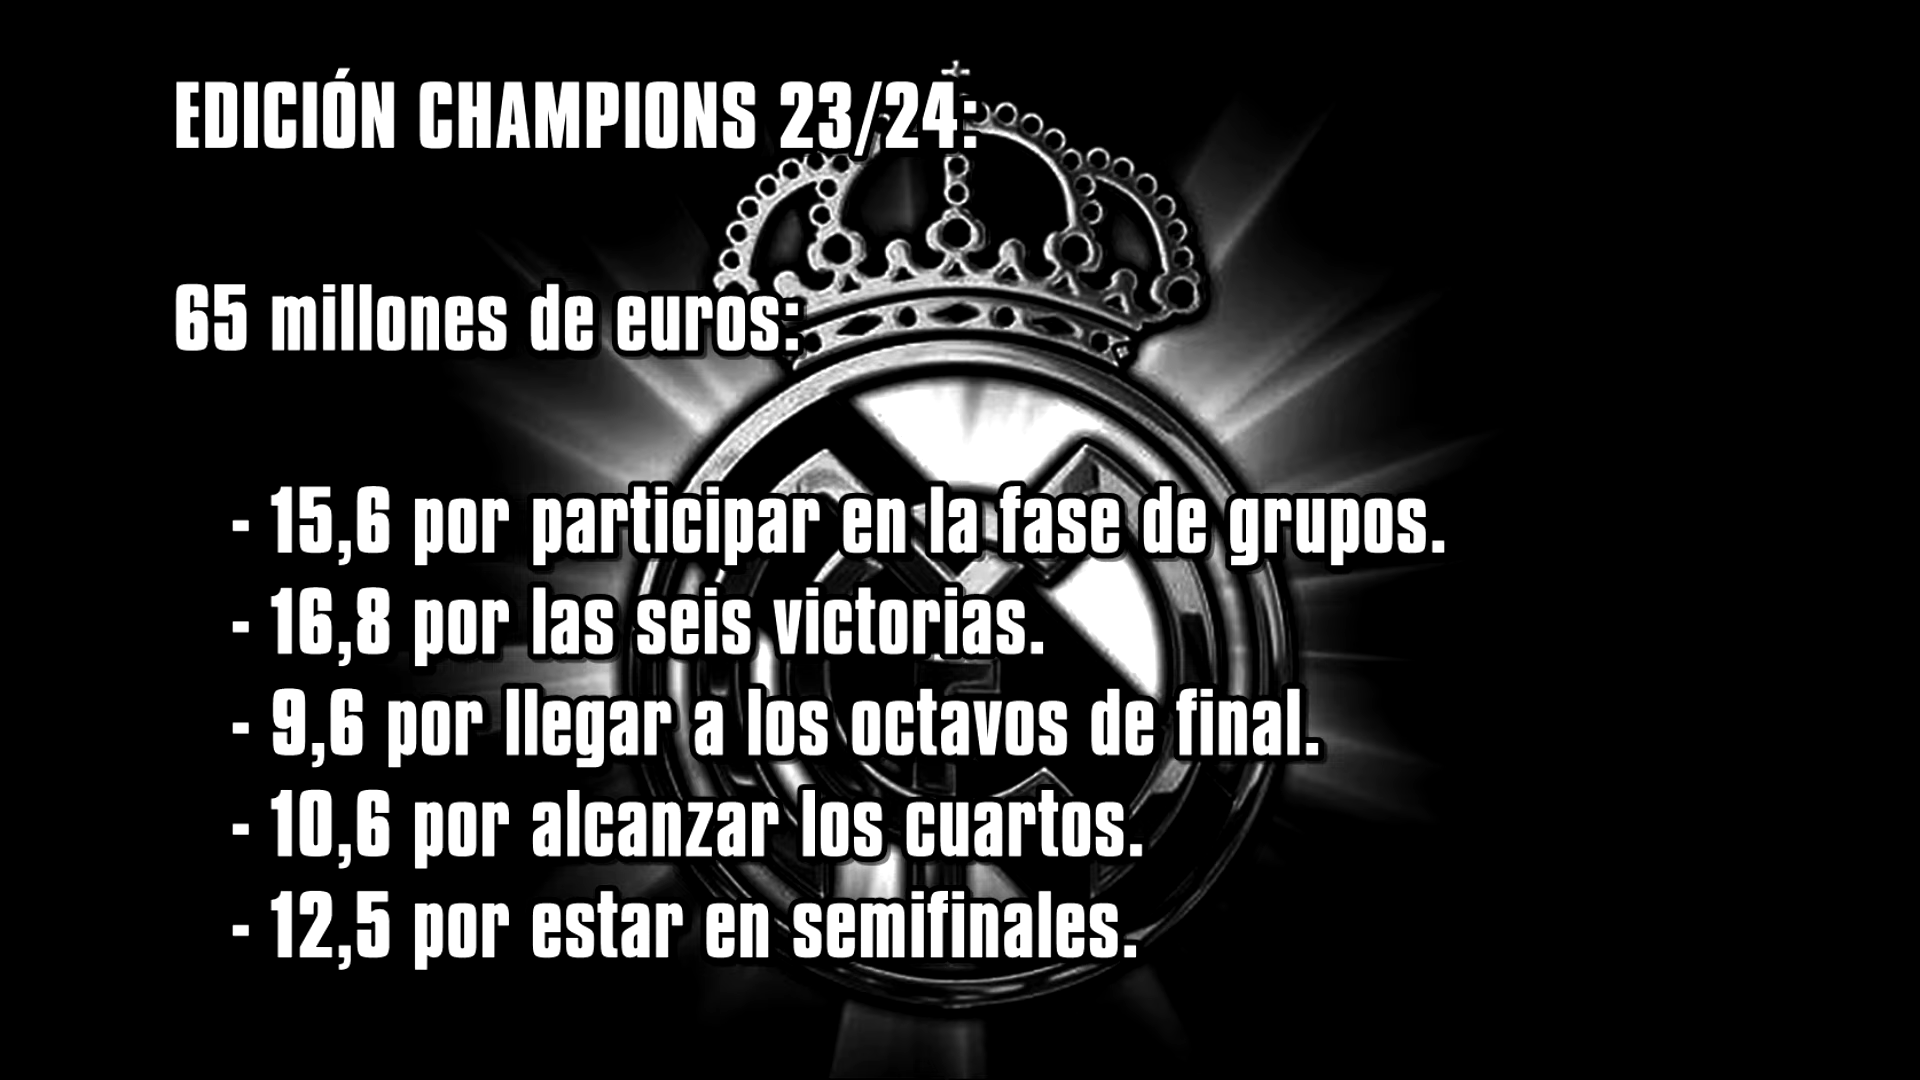 EDICIÓN CHAMPIONS 23/24:
65 millones de euros:
- 15,6 por participar en la fase de grupos.
- 16,8 por las seis victorias.
- 9,6 por llegar a los octavos de final.
- 10,6 por alcanzar los cuartos.
- 12,5 por estar en semifinales.